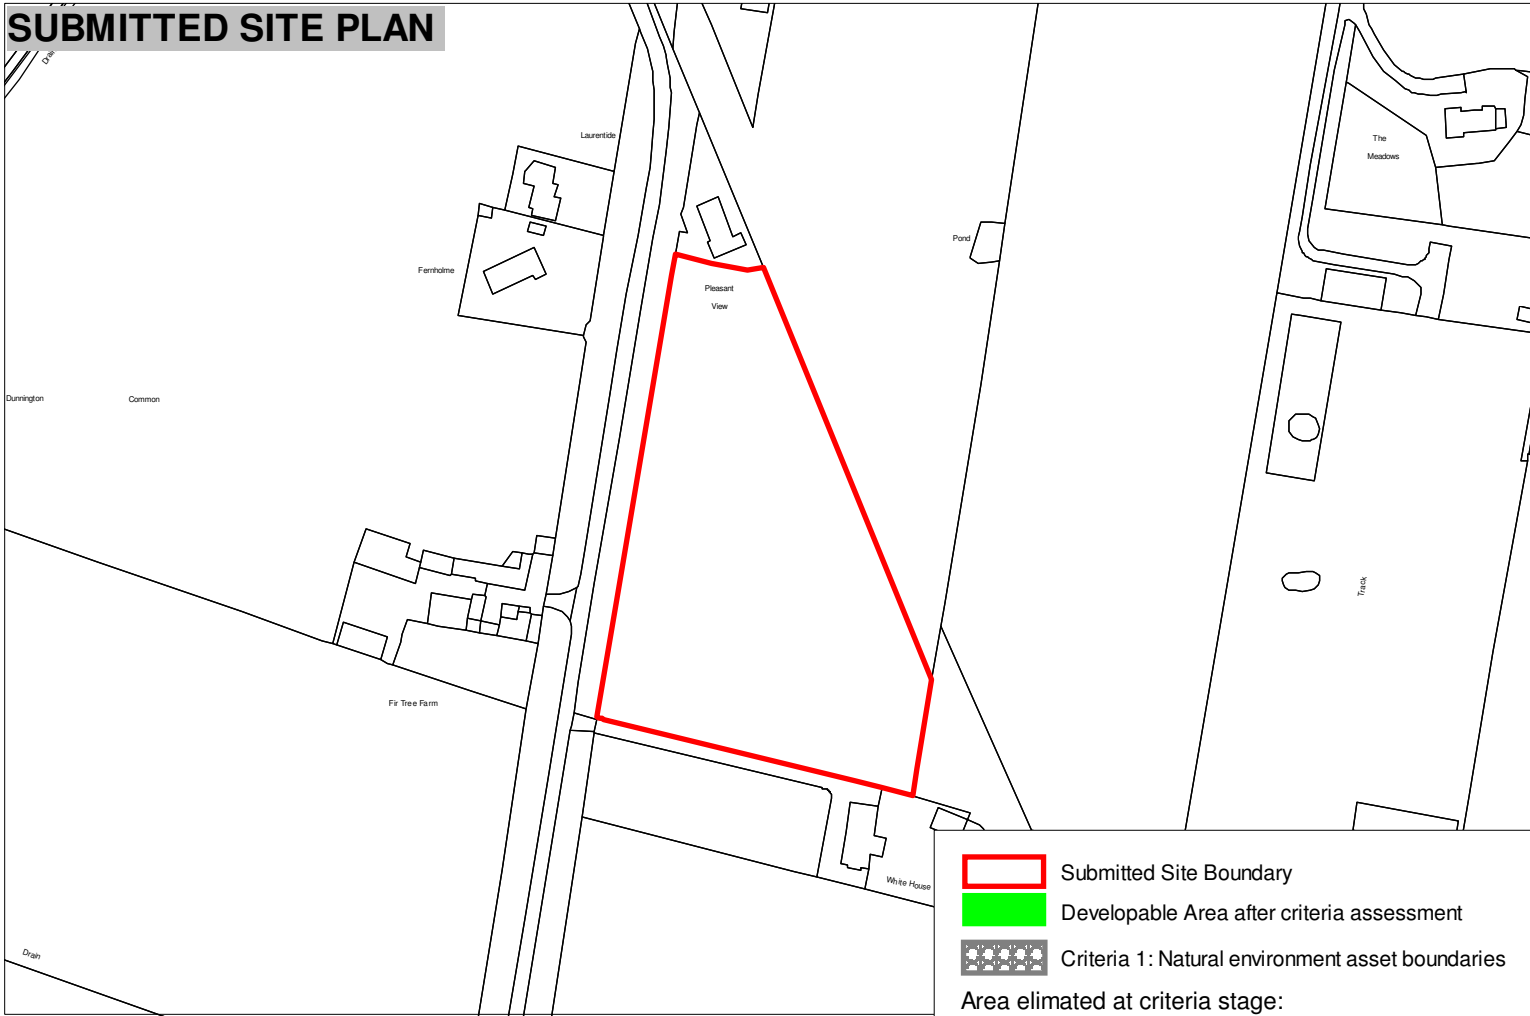 SUBMITTED SITE PLAN
Drain
Laurentide
The
Meadows
Pond
Fernholme
Pleasant
View
Dunnington Common
Track
Fir Tree Farm
White House
Drain
Submitted Site Boundary
Developable Area after criteria assessment
Criteria 1: Natural environment asset boundaries
Area elimated at criteria stage: